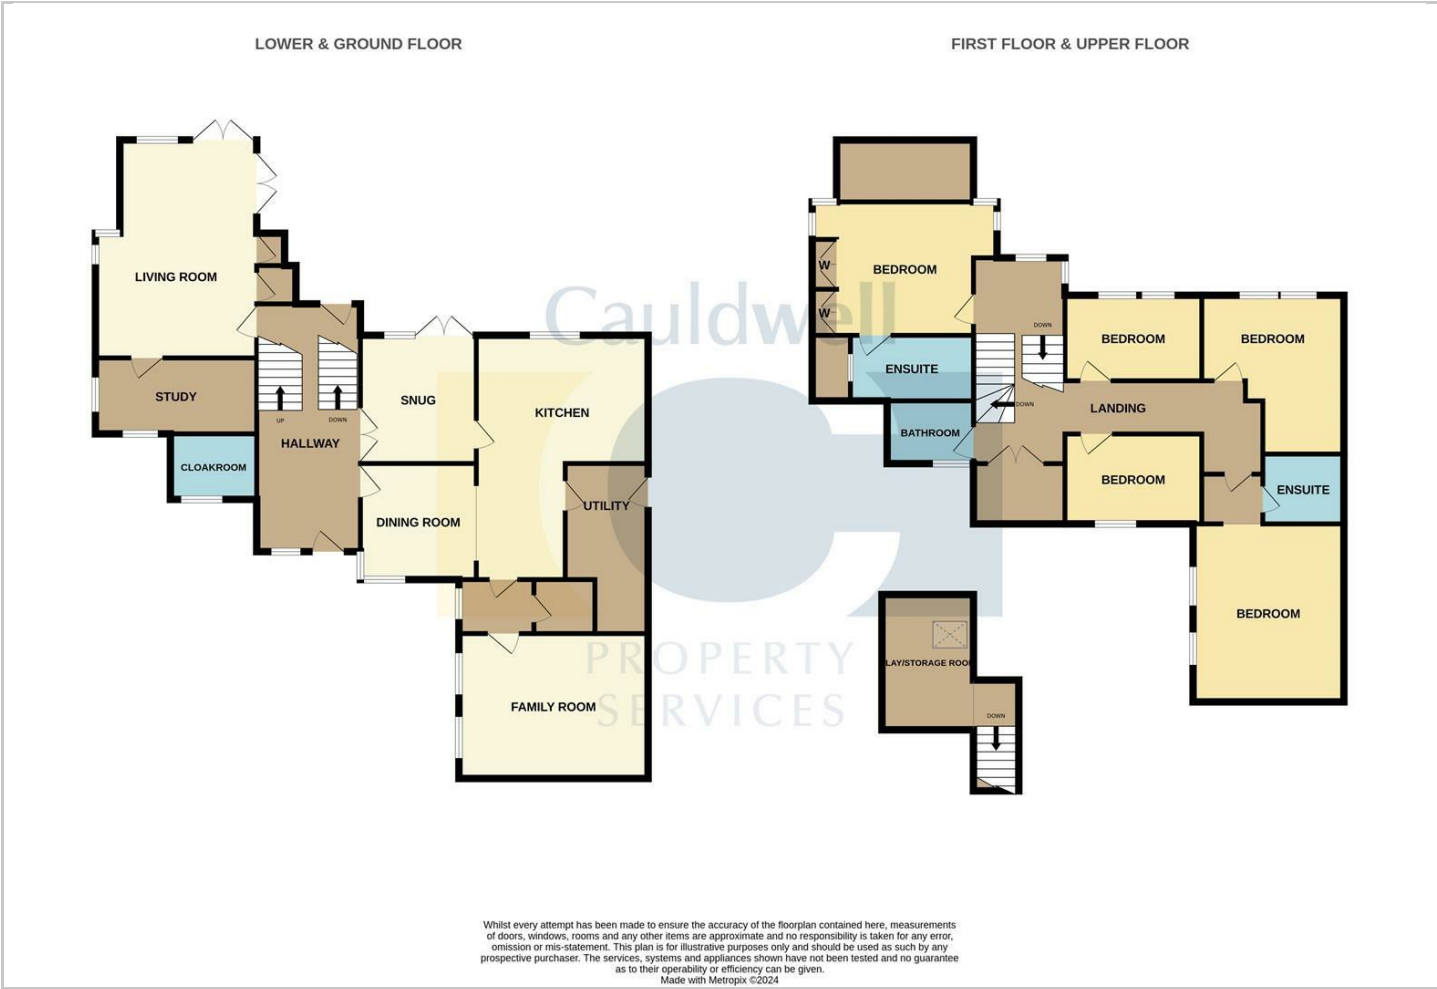 LOWER & GROUND FLOOR
FIRST FLOOR & UPPER FLOOR
LIVING ROOM
STUDY
CLOAKROOM
UP
DOWN
HALLWAY
SNUG
KITCHEN
DINING ROOM
UTILITY
FAMILY ROOM
W
W
BEDROOM
ENSUITE
BATHROOM
DOWN
DOWN
LANDING
BEDROOM
BEDROOM
BEDROOM
ENSUITE
BEDROOM
LAY/STORAGE ROO
DOWN
Cauldwell
PROPERTY
SERVICES
Whilst every attempt has been made to ensure the accuracy of the floorplan contained here, measurements
of doors, windows, rooms and any other items are approximate and no responsibility is taken for any error,
omission or mis-statement. This plan is for illustrative purposes only and should be used as such by any
prospective purchaser. The services, systems and appliances shown have not been tested and no guarantee
as to their operability or efficiency can be given.
Made with Metropix ©2024